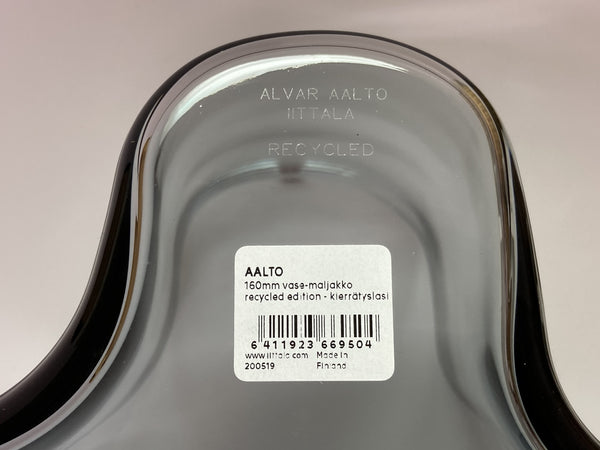 ALVAR AALTO
IITTALA
RECYCLED
AALTO
160mm vase-maljakko
recycled edition - kierrätyslasi
6 411923 669504
www.iittala.com Made in
200519 Finland